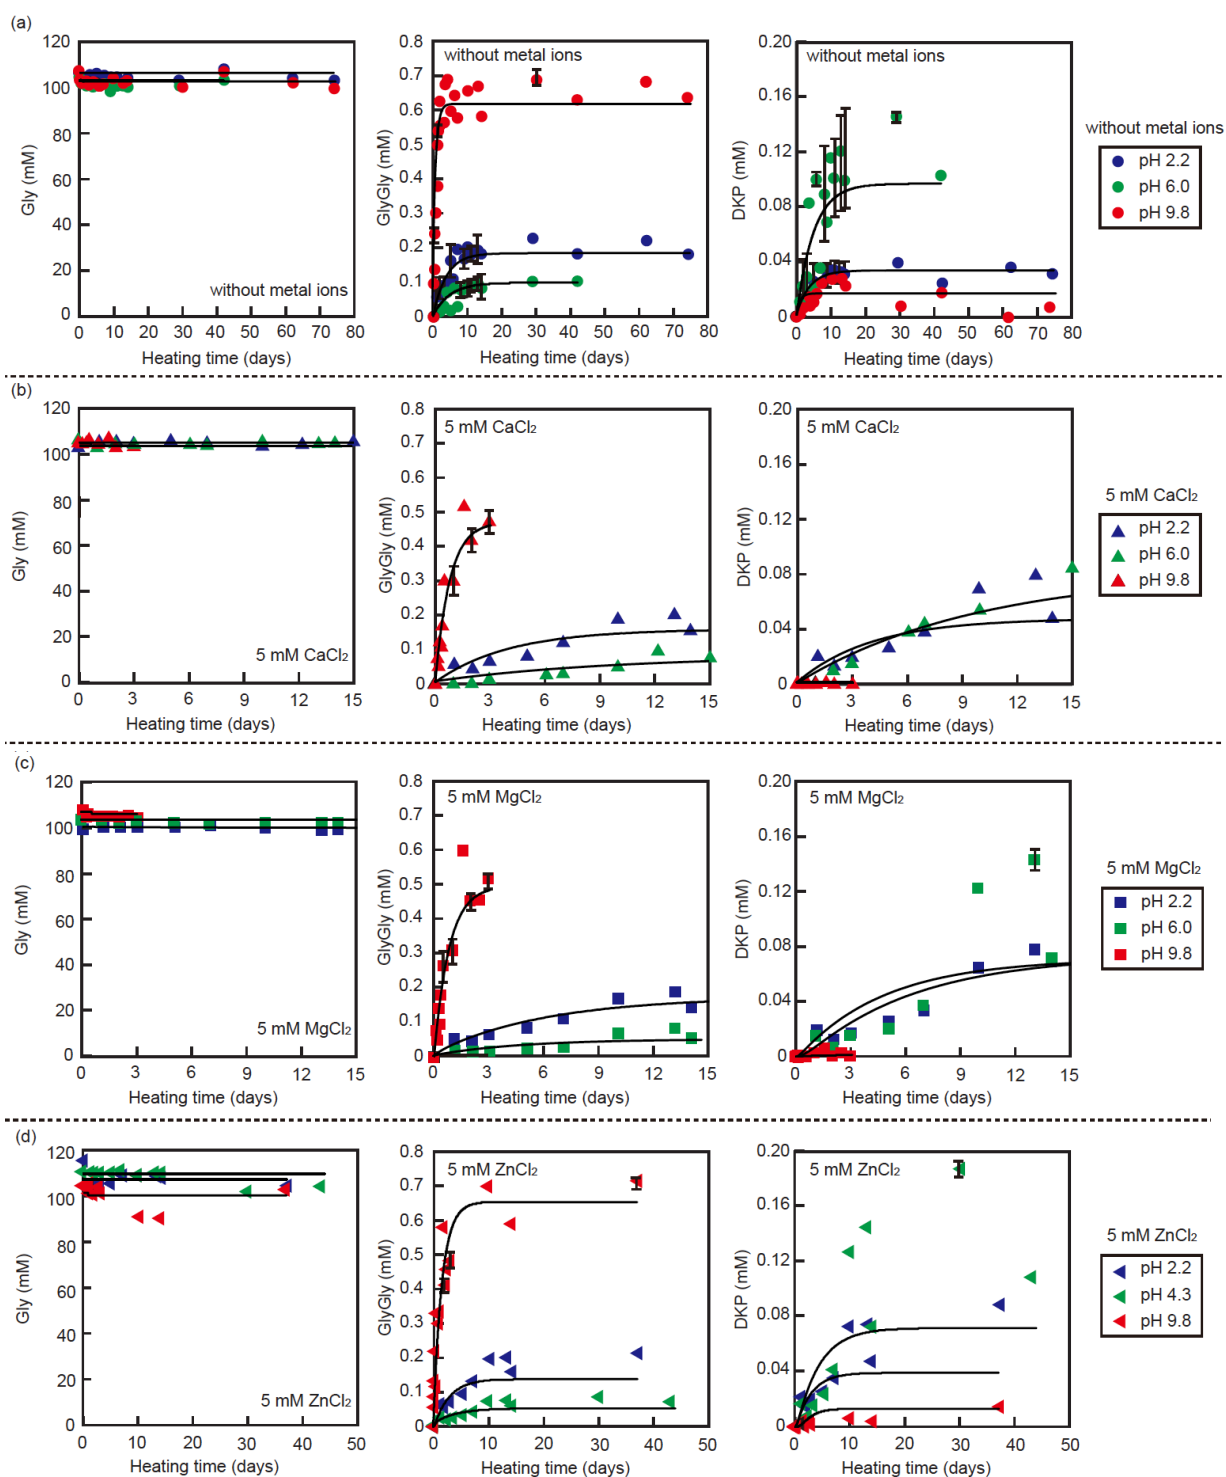 (a)
120
100
80
60
40
20
0
Gly (mM)
without metal ions
0 10 20 30 40 50 60 70 80
Heating time (days)
0.8
0.7
0.6
0.5
0.4
0.3
0.2
0.1
0
GlyGly (mM)
without metal ions
0 10 20 30 40 50 60 70 80
Heating time (days)
0.20
0.16
0.12
0.08
0.04
0
DKP (mM)
without metal ions
0 10 20 30 40 50 60 70 80
Heating time (days)
without metal ions
pH 2.2
pH 6.0
pH 9.8
(b)
120
100
80
60
40
20
0
Gly (mM)
5 mM CaCl2
0 3 6 9 12 15
Heating time (days)
0.8
0.7
0.6
0.5
0.4
0.3
0.2
0.1
0
GlyGly (mM)
5 mM CaCl2
0 3 6 9 12 15
Heating time (days)
0.20
0.16
0.12
0.08
0.04
0
DKP (mM)
5 mM CaCl2
0 3 6 9 12 15
Heating time (days)
5 mM CaCl2
pH 2.2
pH 6.0
pH 9.8
(c)
120
100
80
60
40
20
0
Gly (mM)
5 mM MgCl2
0 3 6 9 12 15
Heating time (days)
0.8
0.7
0.6
0.5
0.4
0.3
0.2
0.1
0
GlyGly (mM)
5 mM MgCl2
0 3 6 9 12 15
Heating time (days)
0.20
0.16
0.12
0.08
0.04
0
DKP (mM)
5 mM MgCl2
0 3 6 9 12 15
Heating time (days)
5 mM MgCl2
pH 2.2
pH 6.0
pH 9.8
(d)
120
100
80
60
40
20
0
Gly (mM)
5 mM ZnCl2
0 10 20 30 40 50
Heating time (days)
0.8
0.7
0.6
0.5
0.4
0.3
0.2
0.1
0
GlyGly (mM)
5 mM ZnCl2
0 10 20 30 40 50
Heating time (days)
0.20
0.16
0.12
0.08
0.04
0
DKP (mM)
5 mM ZnCl2
0 10 20 30 40 50
Heating time (days)
5 mM ZnCl2
pH 2.2
pH 4.3
pH 9.8